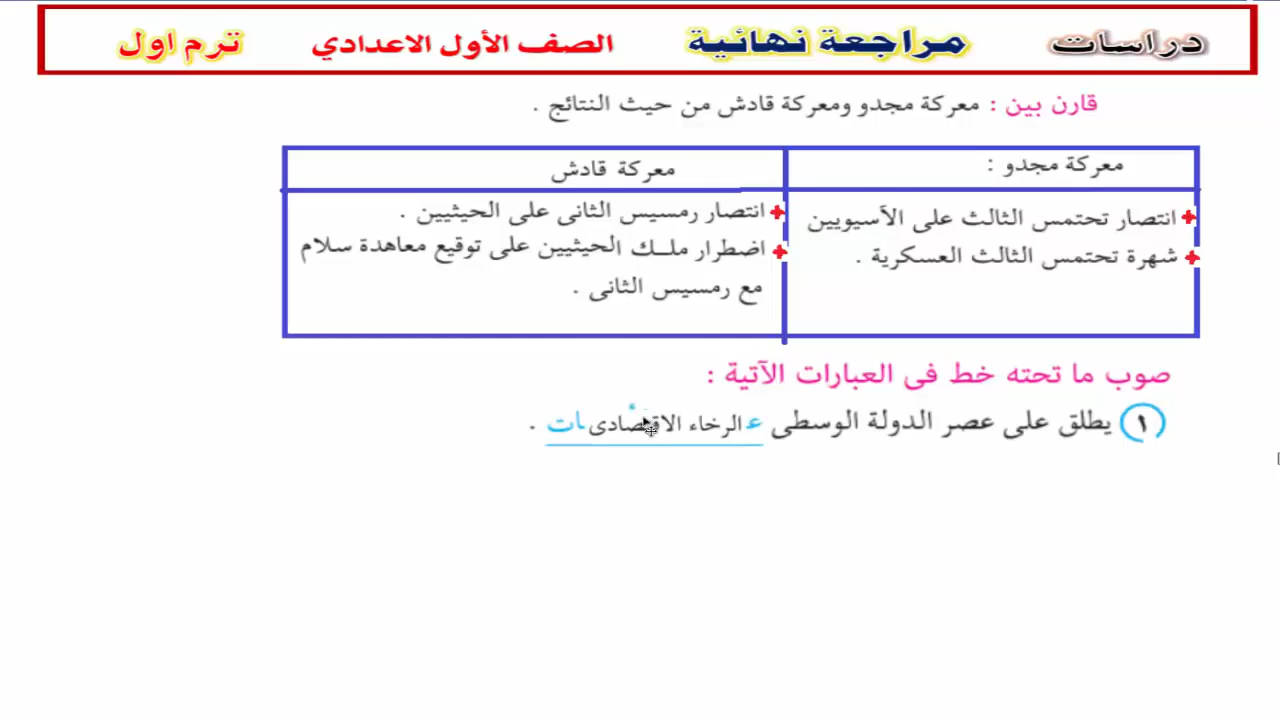 دراسات مراجعة نهائية الصف الأول الاعدادي ترم اول
قارن بين : معركة مجدو ومعركة قادش من حيث النتائج .
معركة مجدو :
انتصار تحتمس الثالث على الآسيويين
شهرة تحتمس الثالث العسكرية .
معركة قادش
انتصار رمسيس الثانى على الحيثيين .
اضطرار ملك الحيثيين على توقيع معاهدة سلام
مع رمسيس الثانى .
صوب ما تحته خط فى العبارات الآتية :
١ يطلق على عصر الدولة الوسطى الرخاء الاقتصادى .